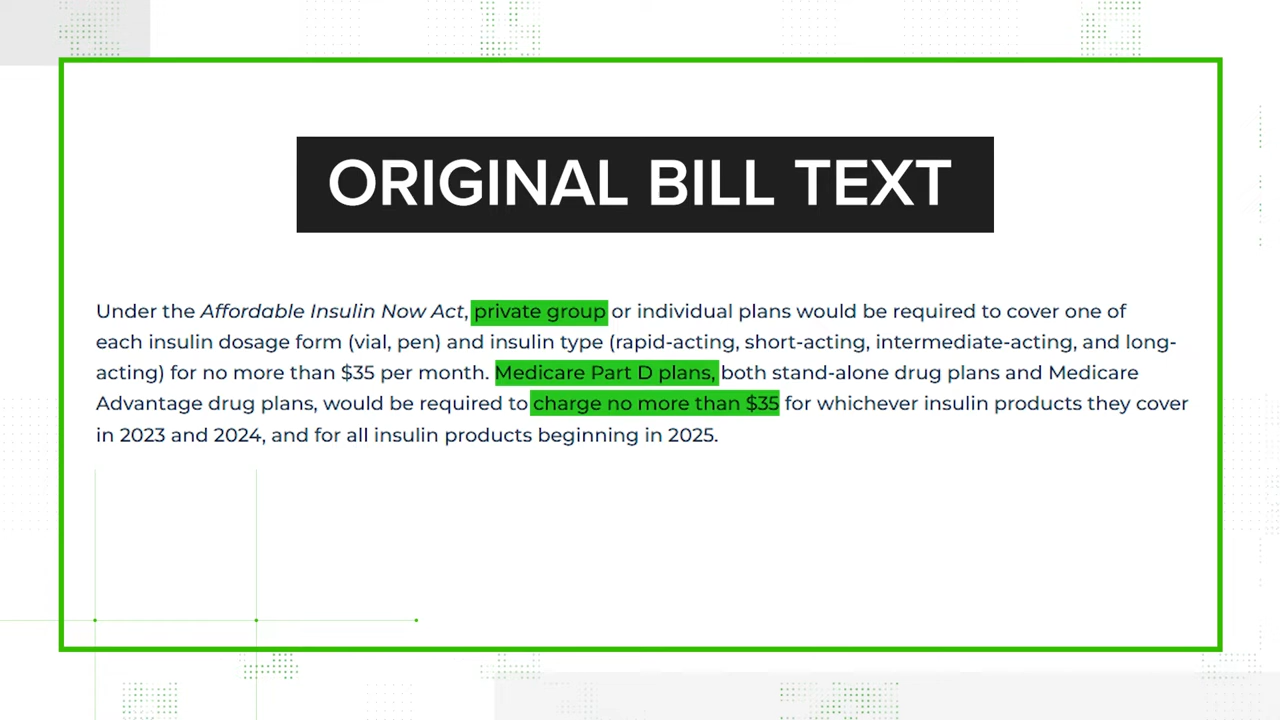 ORIGINAL BILL TEXT
Under the Affordable Insulin Now Act, private group or individual plans would be required to cover one of
each insulin dosage form (vial, pen) and insulin type (rapid-acting, short-acting, intermediate-acting, and long-
acting) for no more than $35 per month. Medicare Part D plans, both stand-alone drug plans and Medicare
Advantage drug plans, would be required to charge no more than $35 for whichever insulin products they cover
in 2023 and 2024, and for all insulin products beginning in 2025.